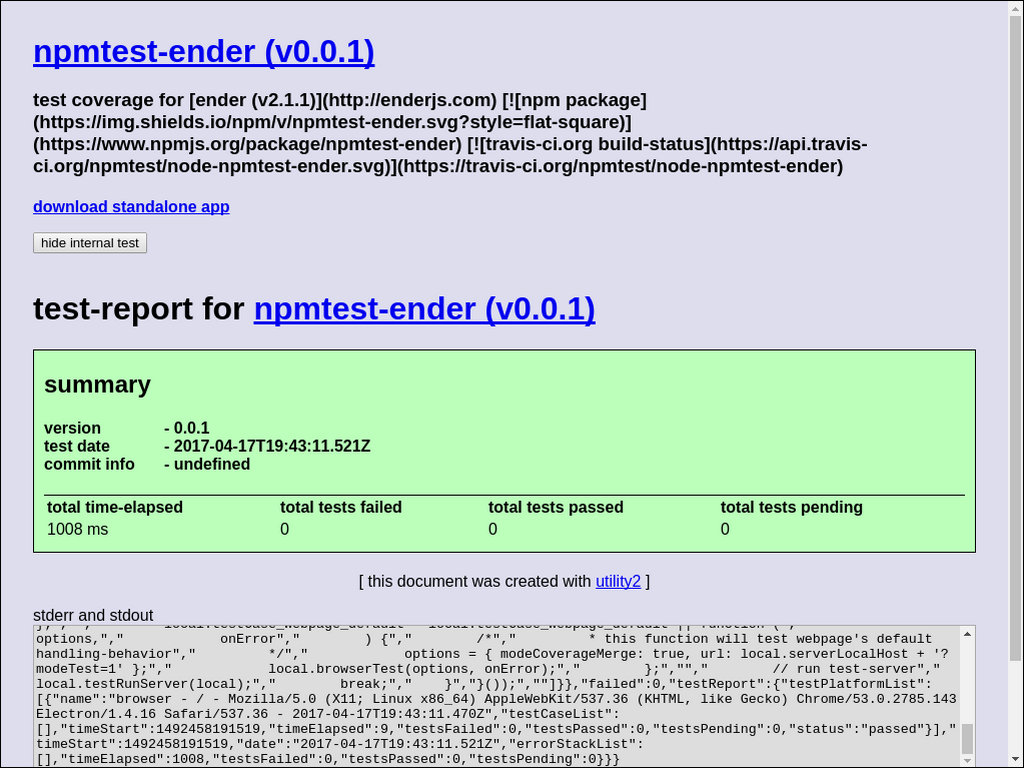 npmtest-ender (v0.0.1)
test coverage for [ender (v2.1.1)](http://enderjs.com) [![npm package]
(https://img.shields.io/npm/v/npmtest-ender.svg?style=flat-square)]
(https://www.npmjs.org/package/npmtest-ender) [![travis-ci.org build-status](https://api.travis-
ci.org/npmtest/node-npmtest-ender.svg)](https://travis-ci.org/npmtest/node-npmtest-ender)
download standalone app
hide internal test
test-report for npmtest-ender (v0.0.1)
summary
version - 0.0.1
test date - 2017-04-17T19:43:11.521Z
commit info - undefined
total time-elapsed total tests failed total tests passed total tests pending
1008 ms 0 0 0
[ this document was created with utility2 ]
stderr and stdout
options,","            onError","        ) {","        /*","         * this function will test webpage's default
handling-behavior","         */","            options = { modeCoverageMerge: true, url: local.serverLocalHost + '?
modeTest=1' };","            local.browserTest(options, onError);","        };","","        // run test-server","
local.testRunServer(local);","        break;","    }","}());",""]}},"failed":0,"testReport":{"testPlatformList":
[{"name":"browser - / - Mozilla/5.0 (X11; Linux x86_64) AppleWebKit/537.36 (KHTML, like Gecko) Chrome/53.0.2785.143
Electron/1.4.16 Safari/537.36 - 2017-04-17T19:43:11.470Z","testCaseList":
[],"timeStart":1492458191519,"timeElapsed":9,"testsFailed":0,"testsPassed":0,"testsPending":0,"status":"passed"}],"
timeStart":1492458191519,"date":"2017-04-17T19:43:11.521Z","errorStackList":
[],"timeElapsed":1008,"testsFailed":0,"testsPassed":0,"testsPending":0}}}